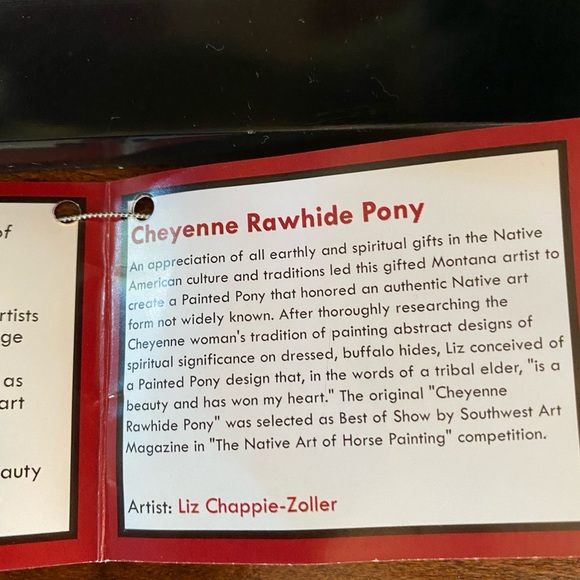 of
rtists
ge
as
art
auty
Cheyenne Rawhide Pony
An appreciation of all earthly and spiritual gifts in the Native
American culture and traditions led this gifted Montana artist to
create a Painted Pony that honored an authentic Native art
form not widely known. After thoroughly researching the
Cheyenne woman's tradition of painting abstract designs of
spiritual significance on dressed, buffalo hides, Liz conceived of
a Painted Pony design that, in the words of a tribal elder, "is a
beauty and has won my heart." The original "Cheyenne
Rawhide Pony" was selected as Best of Show by Southwest Art
Magazine in "The Native Art of Horse Painting" competition.
Artist: Liz Chappie-Zoller